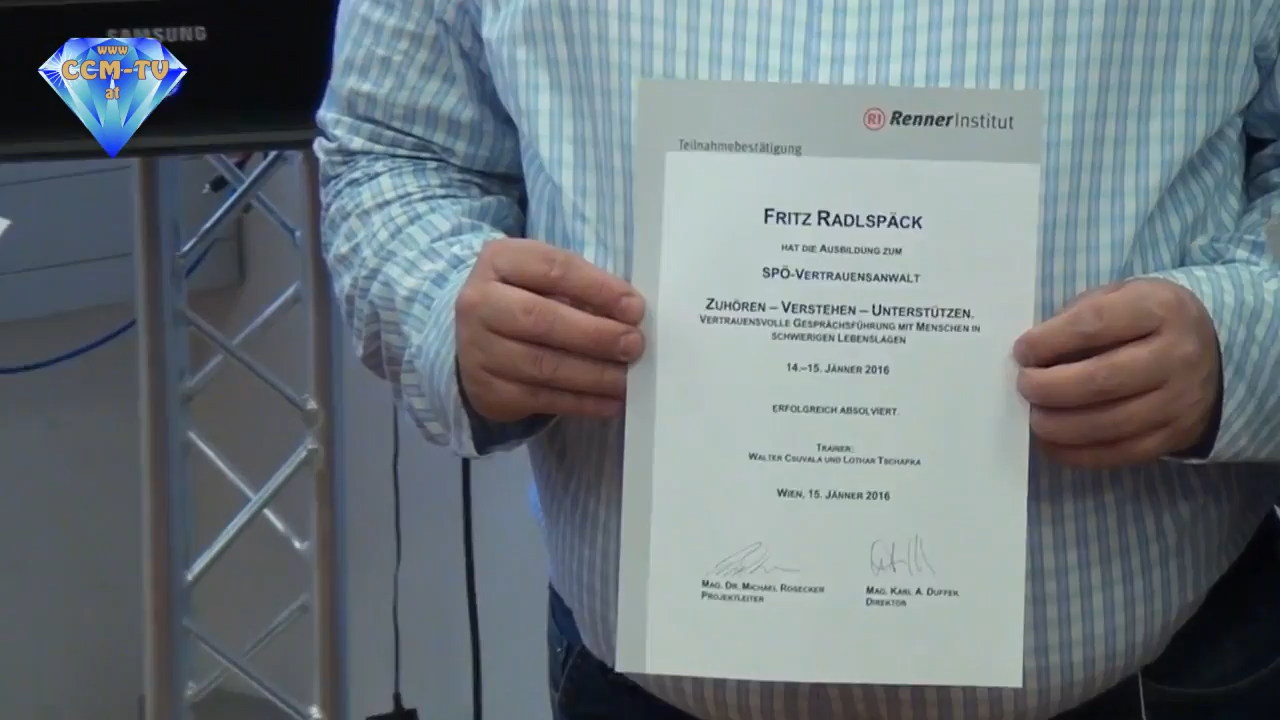 SAMSUNG
www
CCM-TV
at
RI RennerInstitut
Teilnahmebestätigung
FRITZ RADLSPÄCK
HAT DIE AUSBILDUNG ZUM
SPÖ-VERTRAUENSANWALT
ZUHÖREN – VERSTEHEN – UNTERSTÜTZEN.
VERTRAUENSVOLLE GESPRÄCHSFÜHRUNG MIT MENSCHEN IN
SCHWIERIGEN LEBENSLAGEN
14.–15. JÄNNER 2016
ERFOLGREICH ABSOLVIERT.
TRAINER:
WALTER CSUVALA UND LOTHAR TSCHAPKA
WIEN, 15. JÄNNER 2016
MAG. DR. MICHAEL ROSECKER
PROJEKTLEITER
MAG. KARL A. DUFFEK
DIREKTOR